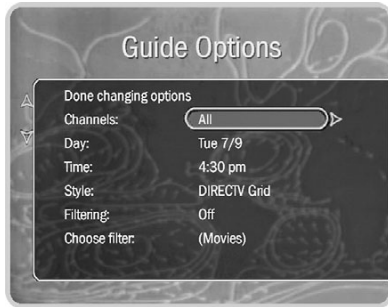 Guide Options
Done changing options
Channels: All
Day: Tue 7/9
Time: 4:30 pm
Style: DIRECTV Grid
Filtering: Off
Choose filter: (Movies)